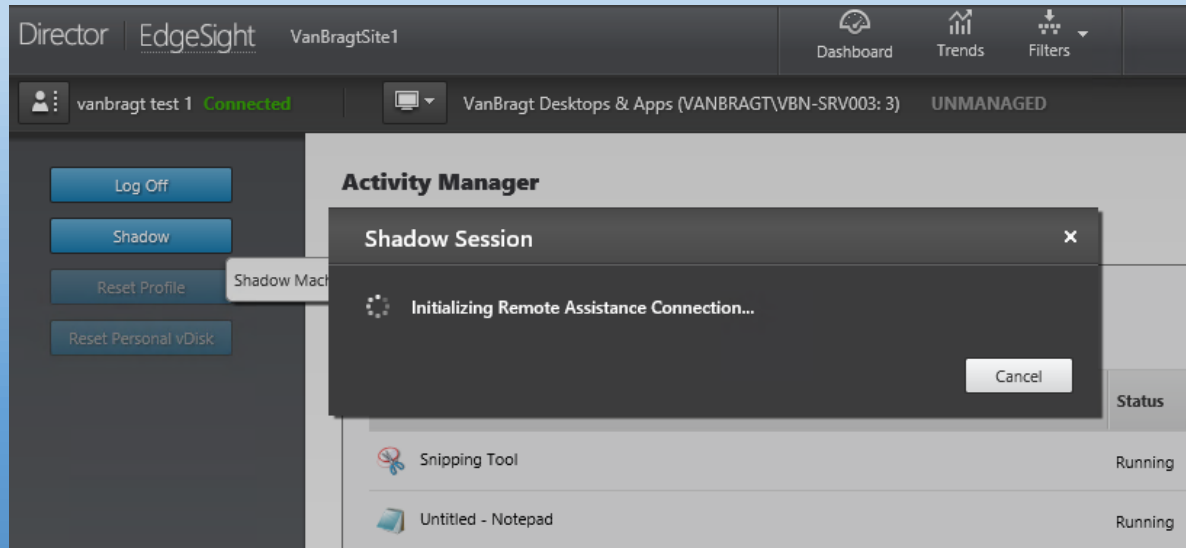 Director EdgeSight VanBragtSite1 Dashboard Trends Filters
vanbragt test 1 Connected VanBragt Desktops & Apps (VANBRAGT\VBN-SRV003: 3) UNMANAGED
Log Off
Shadow
Reset Profile
Reset Personal vDisk
Shadow Mach
Activity Manager
Shadow Session
Initializing Remote Assistance Connection...
Cancel
Status
Snipping Tool Running
Untitled - Notepad Running